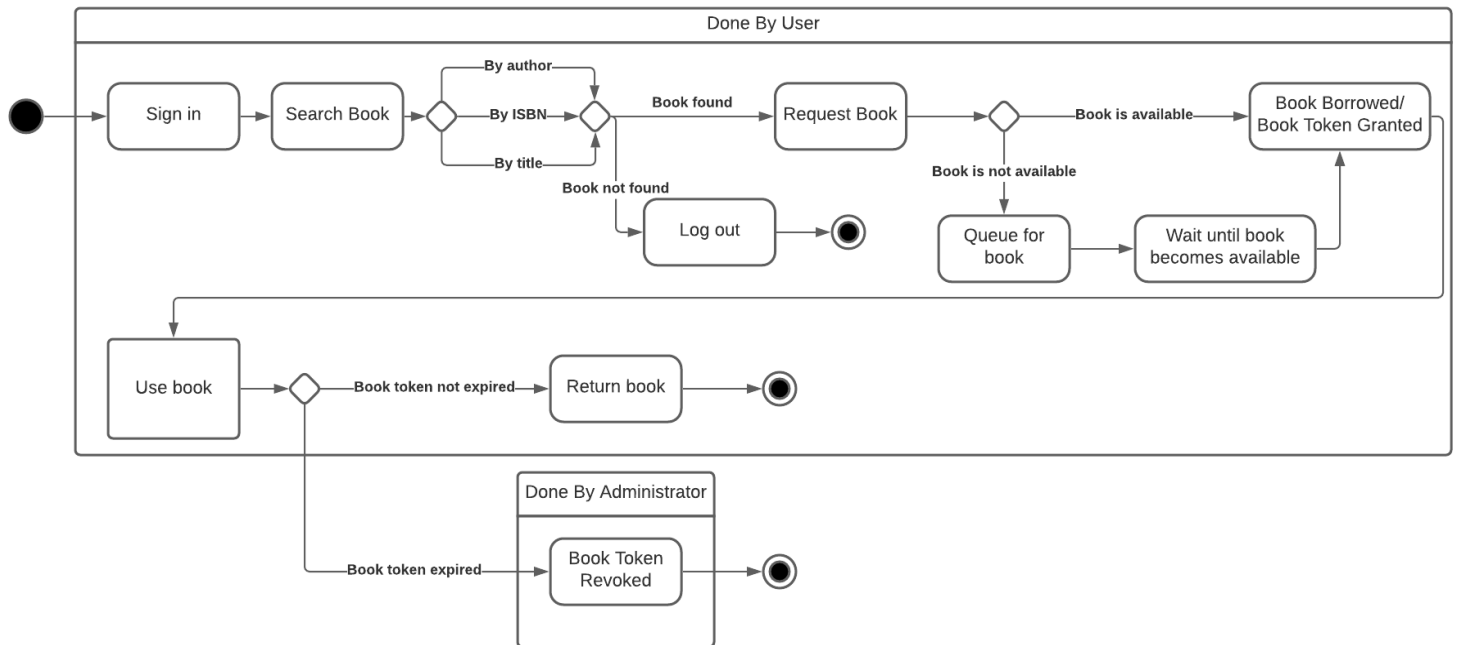 Done By User
By author
Sign in
Search Book
By ISBN
By title
Book found
Book not found
Request Book
Book is available
Book Borrowed/
Book Token Granted
Book is not available
Log out
Queue for
book
Wait until book
becomes available
Use book
Book token not expired
Return book
Done By Administrator
Book token expired
Book Token
Revoked